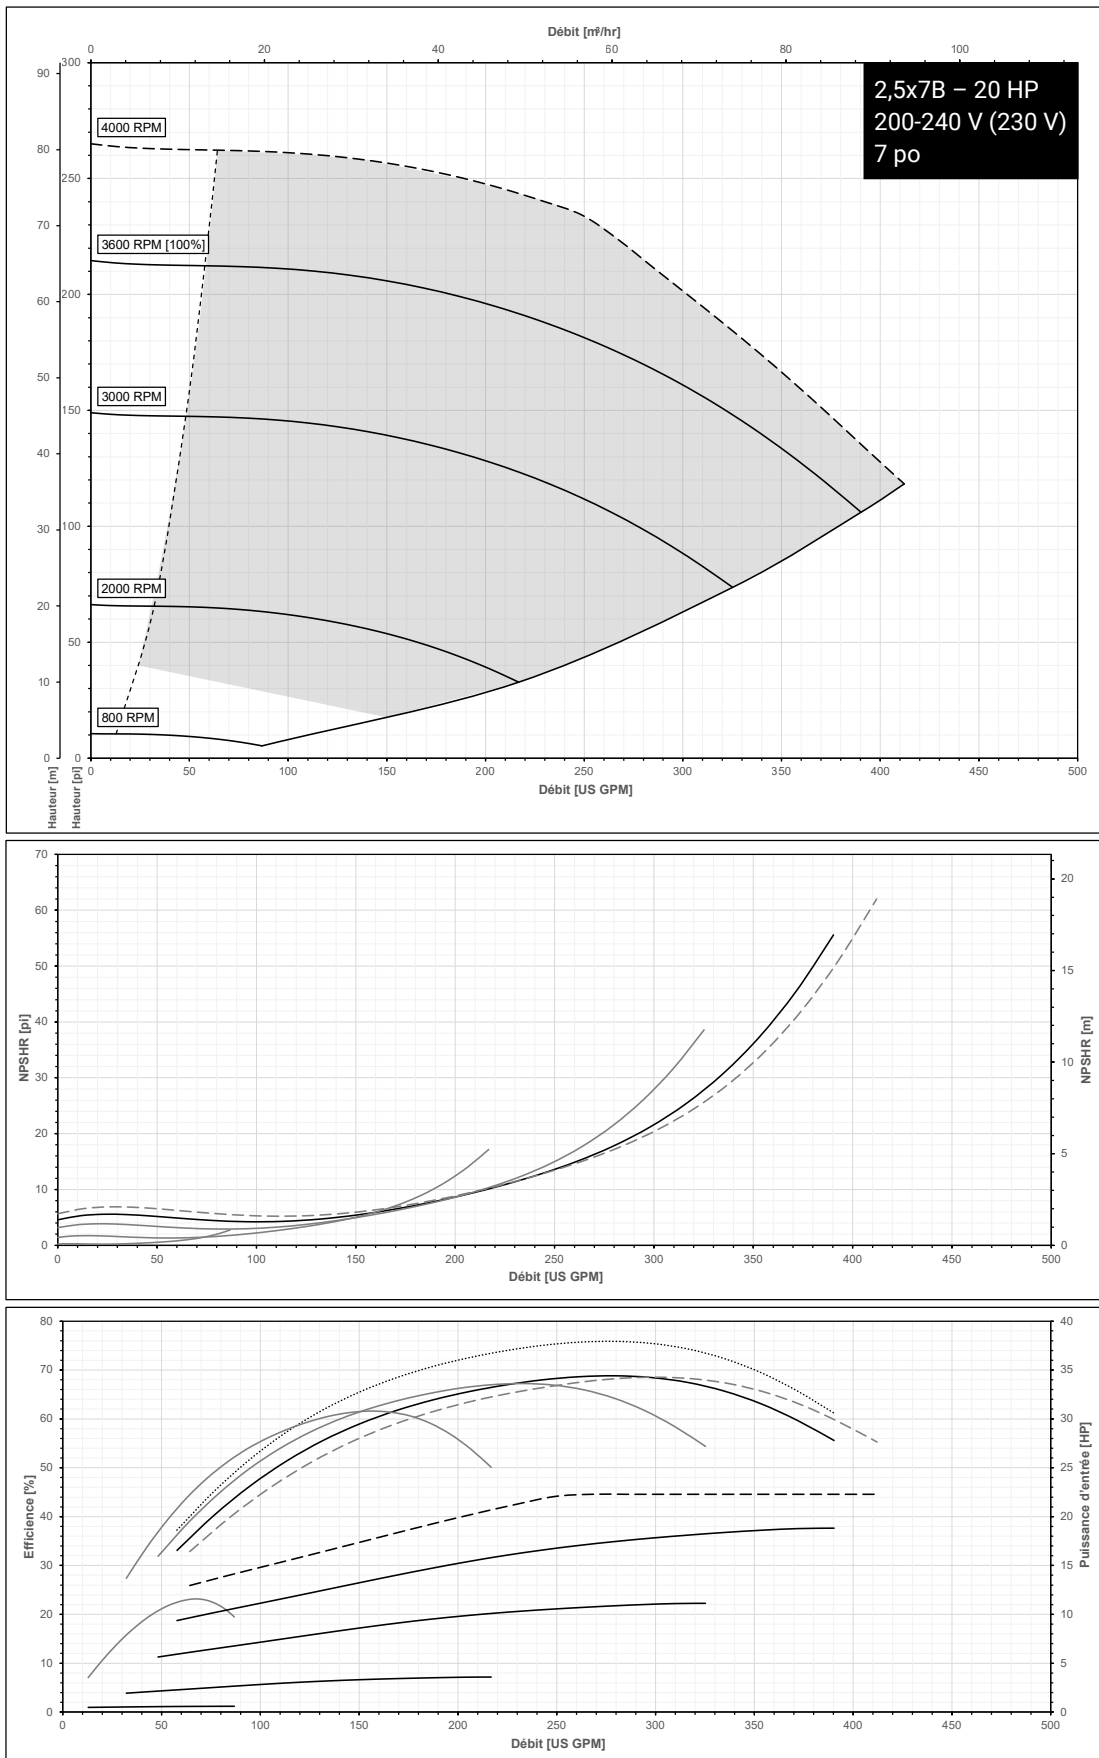 Débit [m³/hr]
0 20 40 60 80 100
2,5x7B – 20 HP
200-240 V (230 V)
7 po
90 80 70 60 50 40 30 20 10 0
300 250 200 150 100 50 0
4000 RPM
3600 RPM [100%]
3000 RPM
2000 RPM
800 RPM
0 50 100 150 200 250 300 350 400 450 500
Débit [US GPM]
Hauteur [m]
Hauteur [pi]
70 60 50 40 30 20 10 0
NPSHR [pi]
20 15 10 5 0
NPSHR [m]
0 50 100 150 200 250 300 350 400 450 500
Débit [US GPM]
80 70 60 50 40 30 20 10 0
Efficience [%]
40 35 30 25 20 15 10 5 0
Puissance d'entrée [HP]
0 50 100 150 200 250 300 350 400 450 500
Débit [US GPM]